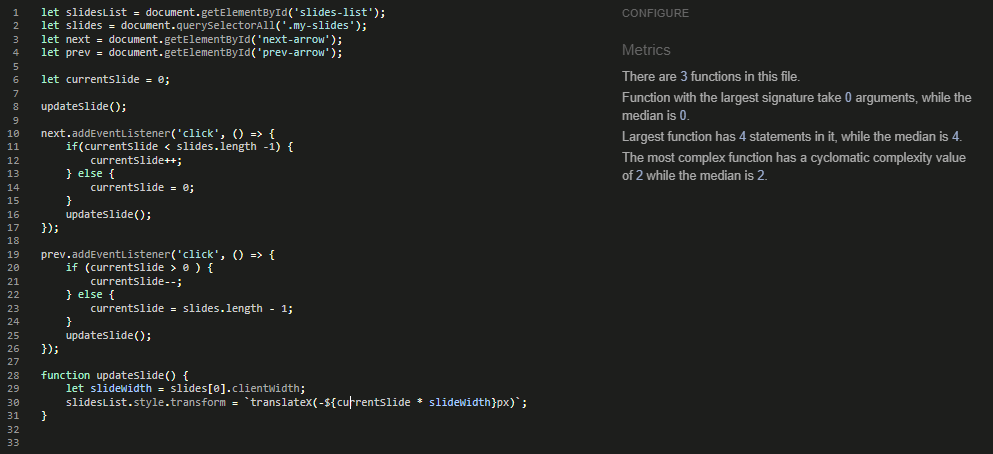 1 let slidesList = document.getElementById('slides-list');
2 let slides = document.querySelectorAll('.my-slides');
3 let next = document.getElementById('next-arrow');
4 let prev = document.getElementById('prev-arrow');
5
6 let currentSlide = 0;
7
8 updateSlide();
9
10 next.addEventListener('click', () => {
11     if(currentSlide < slides.length -1) {
12         currentSlide++;
13     } else {
14         currentSlide = 0;
15     }
16     updateSlide();
17 });
18
19 prev.addEventListener('click', () => {
20     if (currentSlide > 0 ) {
21         currentSlide--;
22     } else {
23         currentSlide = slides.length - 1;
24     }
25     updateSlide();
26 });
27
28 function updateSlide() {
29     let slideWidth = slides[0].clientWidth;
30     slidesList.style.transform = `translateX(-${currentSlide * slideWidth}px)`;
31 }
32
33
CONFIGURE
Metrics
There are 3 functions in this file.
Function with the largest signature take 0 arguments, while the
median is 0.
Largest function has 4 statements in it, while the median is 4.
The most complex function has a cyclomatic complexity value
of 2 while the median is 2.